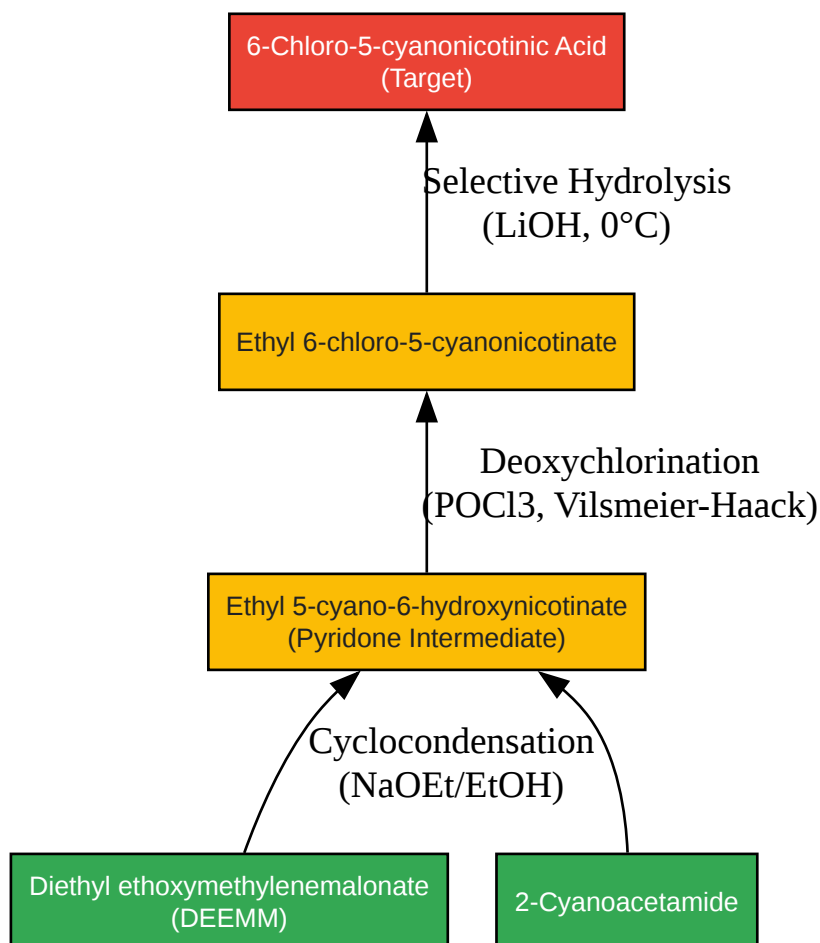 6-Chloro-5-cyanonicotinic Acid
(Target)
Selective Hydrolysis
(LiOH, 0°C)
Ethyl 6-chloro-5-cyanonicotinate
Deoxychlorination
(POCl3, Vilsmeier-Haack)
Ethyl 5-cyano-6-hydroxynicotinate
(Pyridone Intermediate)
Cyclocondensation
(NaOEt/EtOH)
Diethyl ethoxymethylenemalonate
(DEEMM)
2-Cyanoacetamide